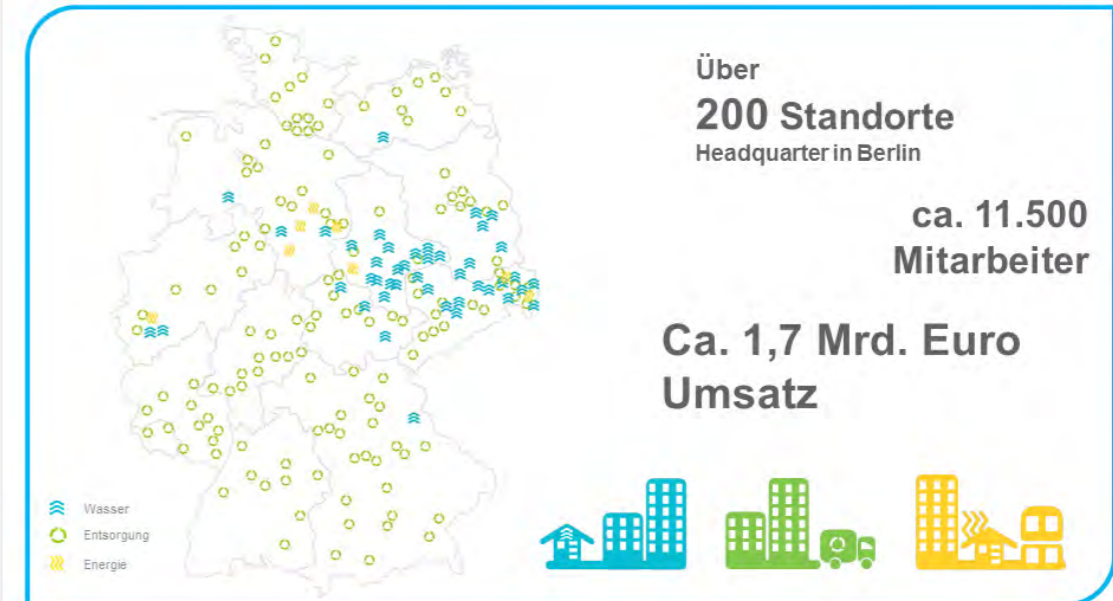 Über
200 Standorte
Headquarter in Berlin
ca. 11.500
Mitarbeiter
Ca. 1,7 Mrd. Euro
Umsatz
Wasser
Entsorgung
Energie